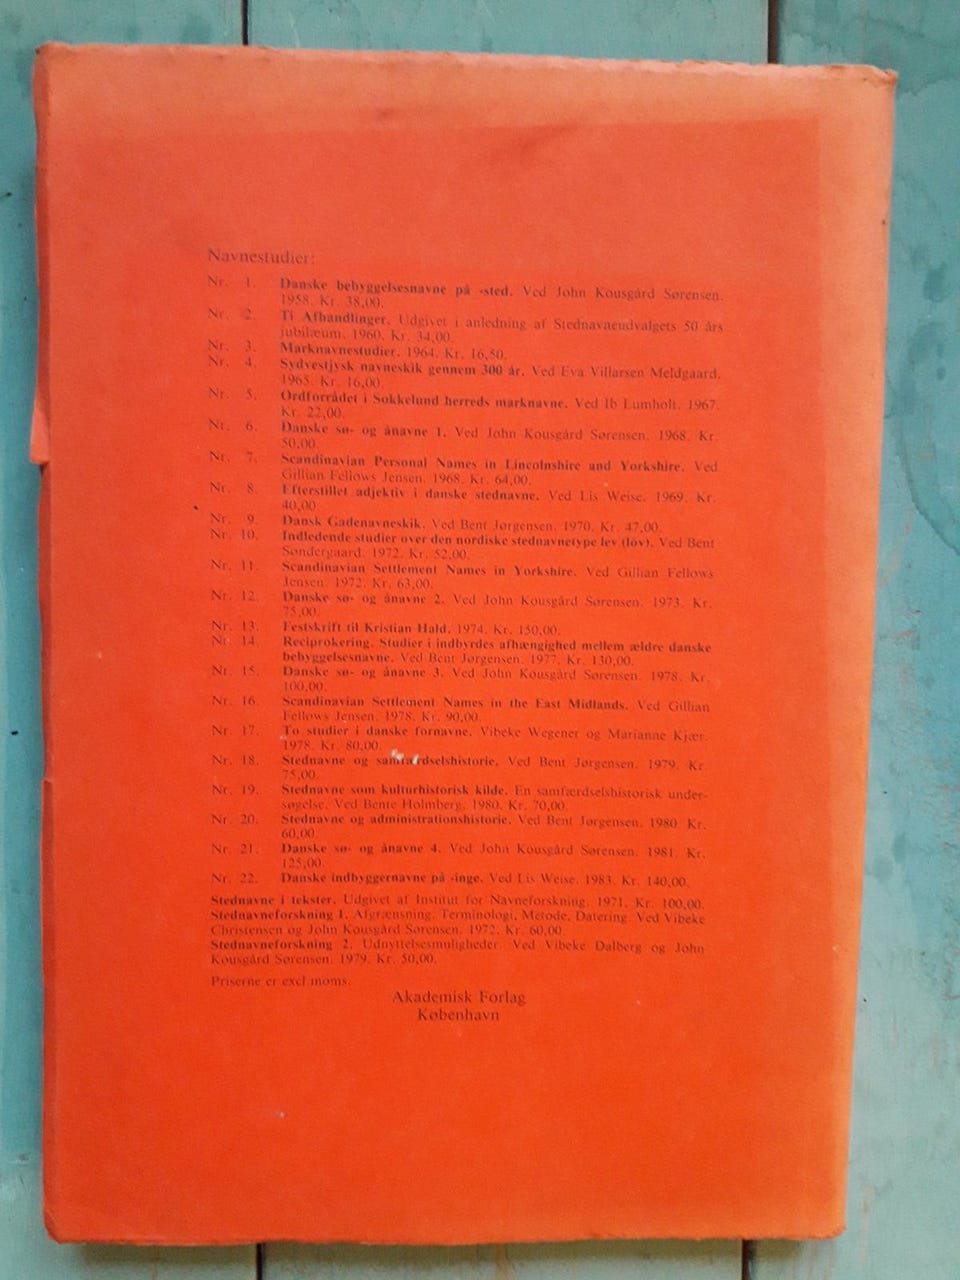 Navnestudier:
Nr. 1. Danske bebyggelsesnavne på -sted. Ved John Kousgård Sørensen.
1958. Kr. 38,00.
Nr. 2. Ti Afhandlinger. Udgivet i anledning af Stednavneudvalgets 50 års
jubilæum. 1960. Kr. 34,00.
Nr. 3. Marknavnestudier. 1964. Kr. 16,50.
Nr. 4. Sydvestjysk navneskik gennem 300 år. Ved Eva Villarsen Meldgaard.
1965. Kr. 16,00.
Nr. 5. Ordforrådet i Sokkelund herreds marknavne. Ved Ib Lumholt. 1967.
Kr. 22,00.
Nr. 6. Danske sø- og ånavne 1. Ved John Kousgård Sørensen. 1968. Kr.
50,00.
Nr. 7. Scandinavian Personal Names in Lincolnshire and Yorkshire. Ved
Gillian Fellows Jensen. 1968. Kr. 64,00.
Nr. 8. Efterstillet adjektiv i danske stednavne. Ved Lis Weise. 1969. Kr.
40,00
Nr. 9. Dansk Gadenavneskik. Ved Bent Jørgensen. 1970. Kr. 47,00.
Nr. 10. Indledende studier over den nordiske stednavnetype lev (löv). Ved Bent
Søndergaard. 1972. Kr. 52,00.
Nr. 11. Scandinavian Settlement Names in Yorkshire. Ved Gillian Fellows
Jensen. 1972. Kr. 63,00.
Nr. 12. Danske sø- og ånavne 2. Ved John Kousgård Sørensen. 1973. Kr.
75,00.
Nr. 13. Festskrift til Kristian Hald. 1974. Kr. 150,00.
Nr. 14. Reciprokering. Studier i indbyrdes afhængighed mellem ældre danske
bebyggelsesnavne. Ved Bent Jørgensen. 1977. Kr. 130,00.
Nr. 15. Danske sø- og ånavne 3. Ved John Kousgård Sørensen. 1978. Kr.
100,00.
Nr. 16. Scandinavian Settlement Names in the East Midlands. Ved Gillian
Fellows Jensen. 1978. Kr. 90,00.
Nr. 17. To studier i danske fornavne. Vibeke Wegener og Marianne Kjær.
1978. Kr. 80,00.
Nr. 18. Stednavne og samfærdselshistorie. Ved Bent Jørgensen. 1979. Kr.
75,00.
Nr. 19. Stednavne som kulturhistorisk kilde. En samfærdselshistorisk under-
søgelse. Ved Bente Holmberg. 1980. Kr. 70,00.
Nr. 20. Stednavne og administrationshistorie. Ved Bent Jørgensen. 1980. Kr.
60,00.
Nr. 21. Danske sø- og ånavne 4. Ved John Kousgård Sørensen. 1981. Kr.
125,00.
Nr. 22. Danske indbyggernavne på -inge. Ved Lis Weise. 1983. Kr. 140,00.
Stednavne i tekster. Udgivet af Institut for Navneforskning. 1971. Kr. 100,00.
Stednavneforskning 1. Afgrænsning. Terminologi, Metode, Datering. Ved Vibeke
Christensen og John Kousgård Sørensen. 1972. Kr. 60,00.
Stednavneforskning 2. Udnyttelsesmuligheder. Ved Vibeke Dalberg og John
Kousgård Sørensen. 1979. Kr. 50,00.
Priserne er excl moms.
Akademisk Forlag
København